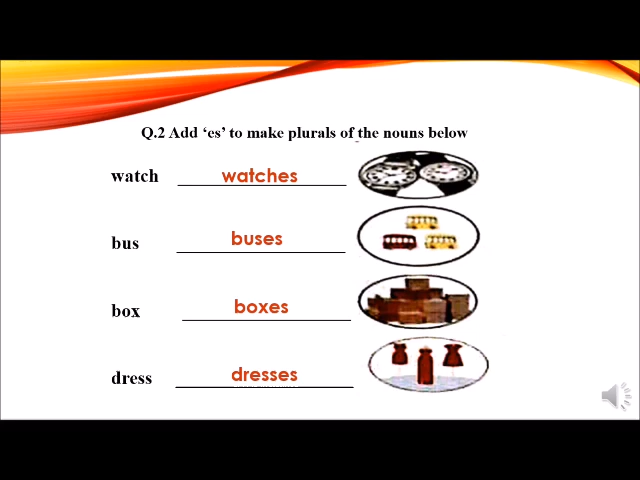 Q.2 Add ‘es’ to make plurals of the nouns below
watch watches
bus buses
box boxes
dress dresses